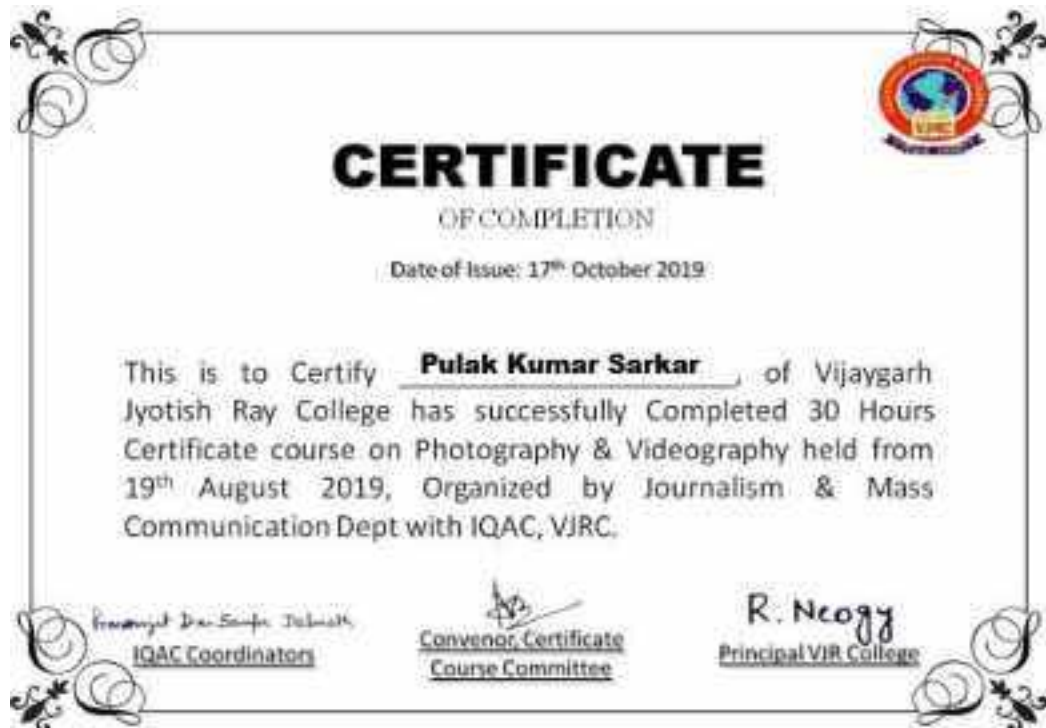 VJRC
CERTIFICATE
OF COMPLETION
Date of Issue: 17th October 2019
This is to Certify Pulak Kumar Sarkar, of Vijaygarh
Jyotish Ray College has successfully Completed 30 Hours
Certificate course on Photography & Videography held from
19th August 2019, Organized by Journalism & Mass
Communication Dept with IQAC, VJRC.
R. Neogy
IQAC Coordinators
Convenor, Certificate
Course Committee
Principal VJR College